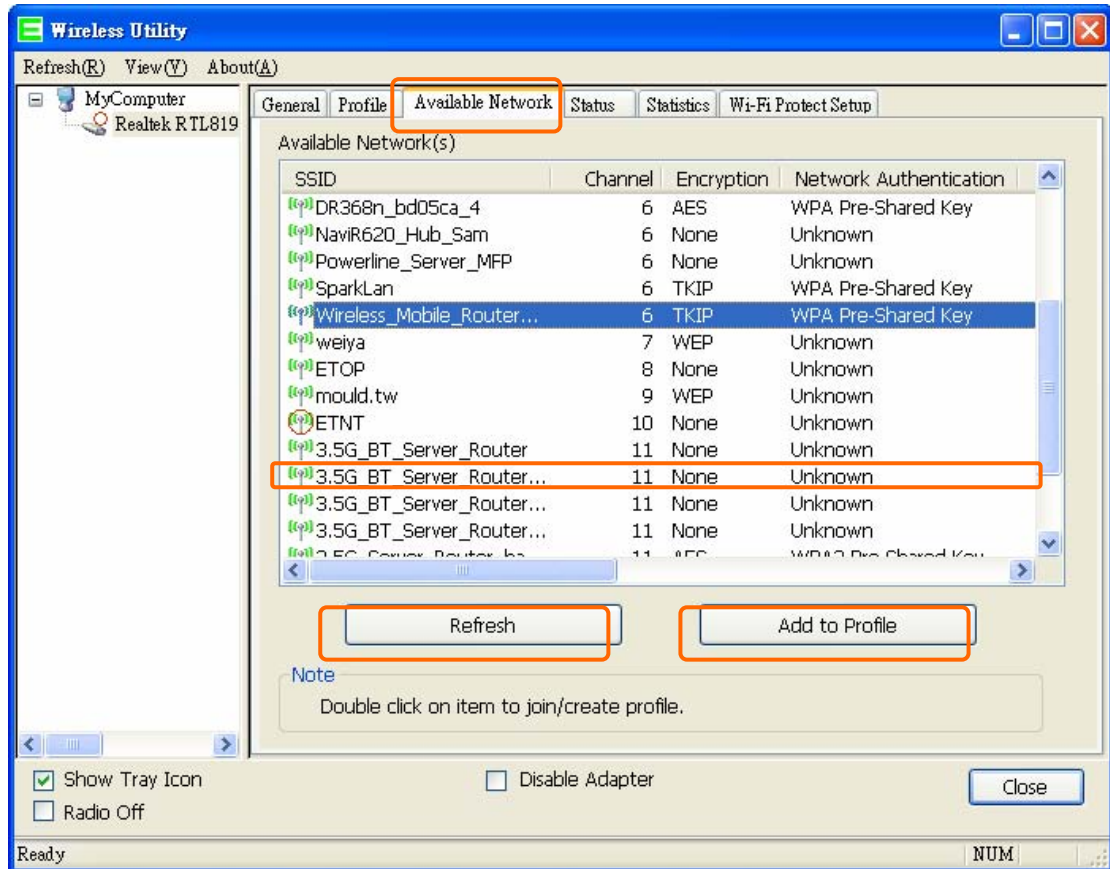 Wireless Utility
Refresh(R) View(V) About(A)
MyComputer
Realtek RTL819
General Profile Available Network Status Statistics Wi-Fi Protect Setup
Available Network(s)
SSID Channel Encryption Network Authentication
DR368n_bd05ca_4 6 AES WPA Pre-Shared Key
NaviR620_Hub_Sam 6 None Unknown
Powerline_Server_MFP 6 None Unknown
SparkLan 6 TKIP WPA Pre-Shared Key
Wireless_Mobile_Router... 6 TKIP WPA Pre-Shared Key
weiya 7 WEP Unknown
ETOP 8 None Unknown
mould.tw 9 WEP Unknown
ETNT 10 None Unknown
3.5G_BT_Server_Router 11 None Unknown
3.5G_BT_Server_Router... 11 None Unknown
3.5G_BT_Server_Router... 11 None Unknown
3.5G_BT_Server_Router... 11 None Unknown
Refresh Add to Profile
Note
Double click on item to join/create profile.
Show Tray Icon Disable Adapter
Radio Off
Close
Ready NUM